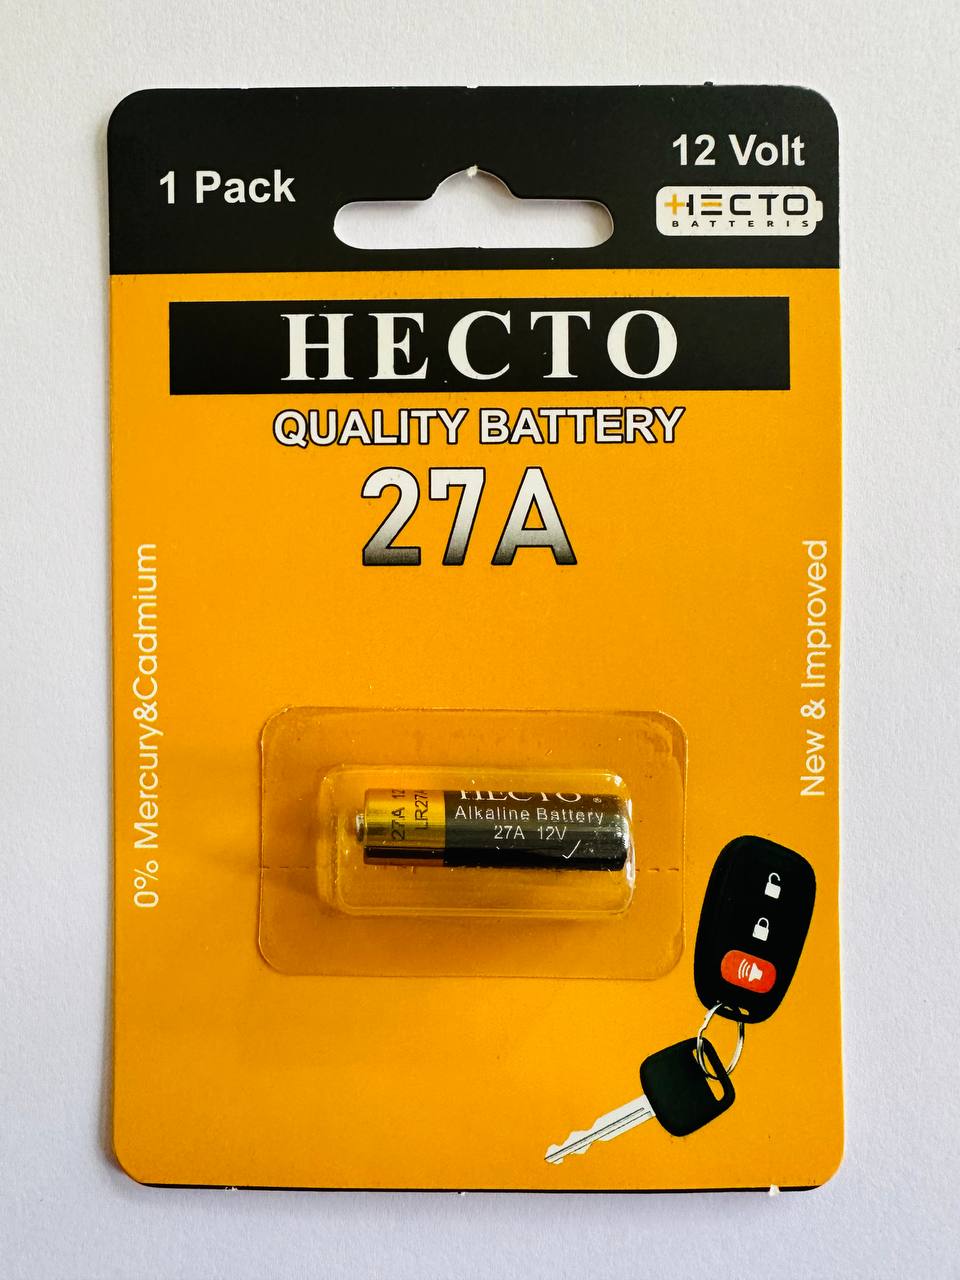 1 Pack
12 Volt
HECTO
BATTERIS
HECTO
QUALITY BATTERY
27A
0% Mercury&Cadmium
New & Improved
27A 12
LR27A
HECTO
Alkaline Battery
27A 12V